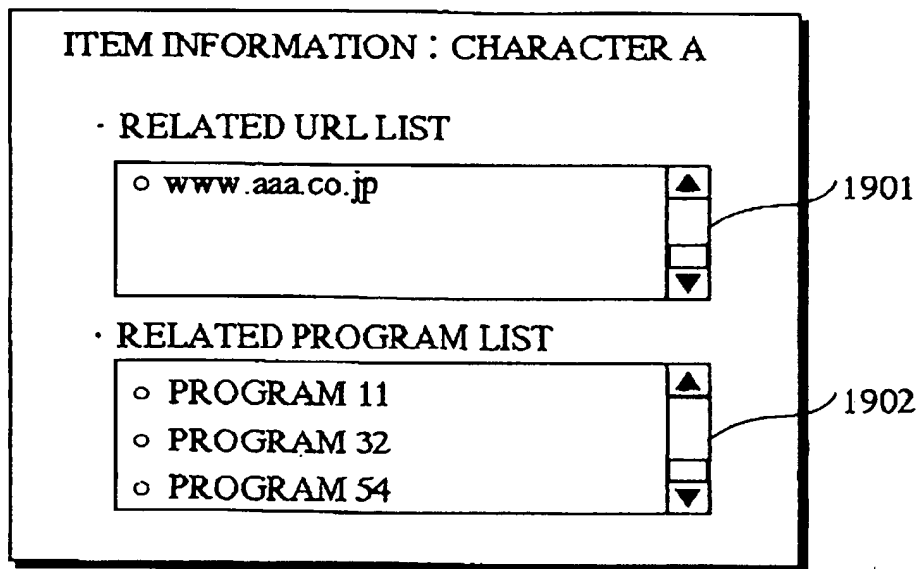 ITEM INFORMATION : CHARACTER A
· RELATED URL LIST
○ www.aaa.co.jp
1901
· RELATED PROGRAM LIST
○ PROGRAM 11
1902
○ PROGRAM 32
○ PROGRAM 54